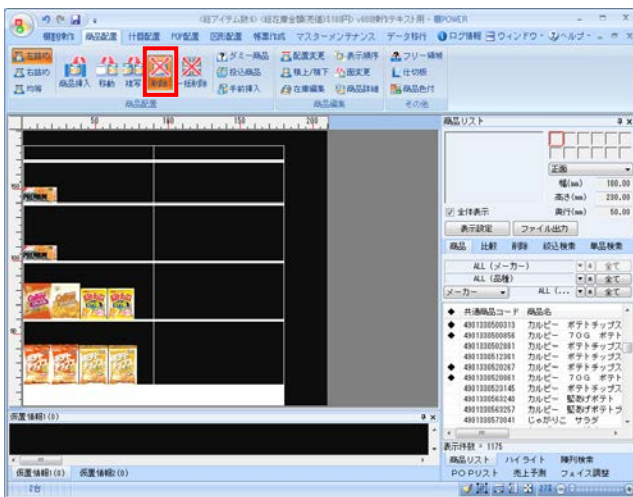 棚割動作 商品配置 什器配置 POP配置 図形配置 帳票作成 マスターメンテナンス データ移行 ログ情報 ウィンドウ ヘルプ
右詰め 商品挿入 移動 複写 削除 一括削除
均等
ダミー商品 配置変更 表示順序 フリー領域
投込商品 積上/積下 面変更 仕切板
手前挿入 在庫編集 商品詳細 商品色付
商品配置 商品編集 その他
50 100 150 200
商品リスト
正面
幅(mm) 100.00
高さ(mm) 230.00
全体表示 奥行(mm) 50.00
表示設定 ファイル出力
商品 比較 削除 絞込検索 単品検索
ALL (メーカー) 全て
ALL (品種) 全て
メーカー ALL (... 全て
共通商品コード 商品名
4901330500313 カルビー ポテトチップス
4901330500856 カルビー 70G ポテト
4901330502881 カルビー ポテトチップス
4901330512361 カルビー ポテトチップス
4901330520267 カルビー ポテトチップス
4901330520861 カルビー 70G ポテト
4901330523145 カルビー ポテトチップス
4901330563240 カルビー 堅あげポテト
4901330563257 カルビー 堅あげポテトブ
4901330573041 じゃがりこ サラダ
表示件数 = 1175
商品リスト ハイライト 陳列検索
POPリスト 売上予測 フェイス調整
仮置情報1(0)
仮置情報1(0) 仮置情報2(0)
2台
27%